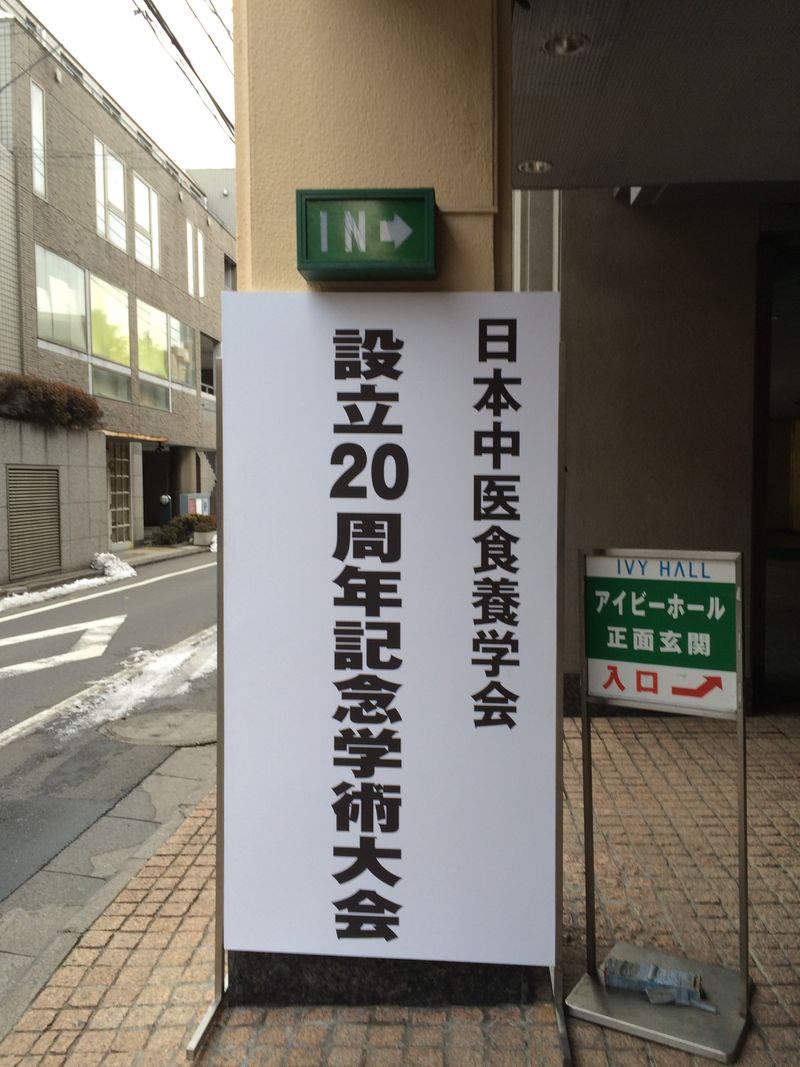 IN
日本中医食養学会
設立20周年記念学術大会
IVY HALL
アイビーホール
正面玄関
入口